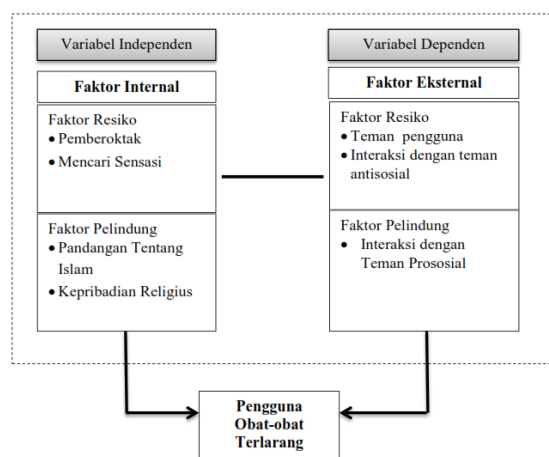 Variabel Independen
Faktor Internal
Faktor Resiko
• Pemberoktak
• Mencari Sensasi
Faktor Pelindung
• Pandangan Tentang
Islam
• Kepribadian Religius
Variabel Dependen
Faktor Eksternal
Faktor Resiko
• Teman pengguna
• Interaksi dengan teman
antisosial
Faktor Pelindung
• Interaksi dengan
Teman Prososial
Pengguna
Obat-obat
Terlarang